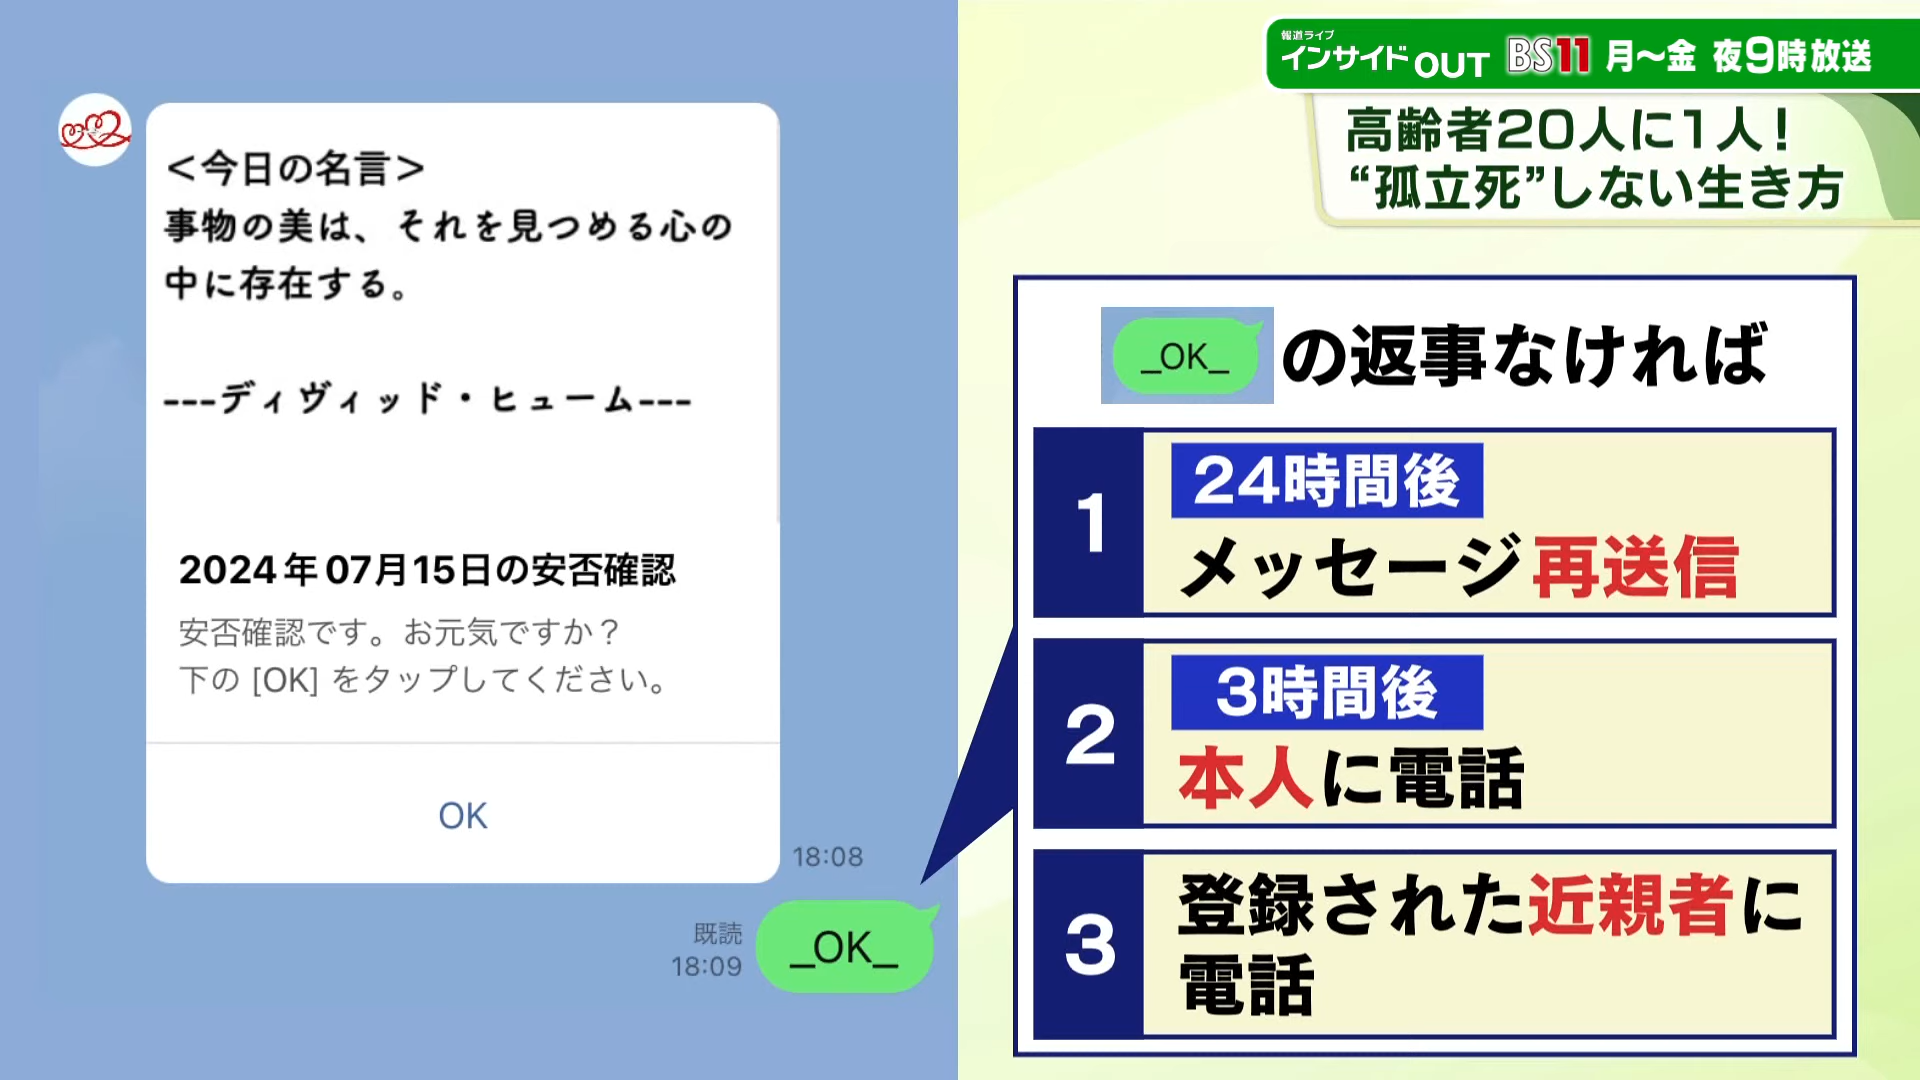 報道ライブ
インサイドOUT BS11 月〜金 夜9時放送
高齢者20人に1人!
“孤立死”しない生き方
<今日の名言>
事物の美は、それを見つめる心の
中に存在する。
---ディヴィッド・ヒューム---
2024年07月15日の安否確認
安否確認です。お元気ですか?
下の [OK] をタップしてください。
OK
18:08
既読
18:09
_OK_
_OK_ の返事なければ
1
24時間後
メッセージ再送信
2
3時間後
本人に電話
3
登録された近親者に
電話